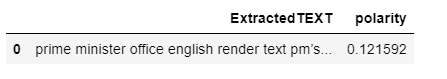 ExtractedTEXT polarity
0 prime minister office english render text pm's... 0.121592